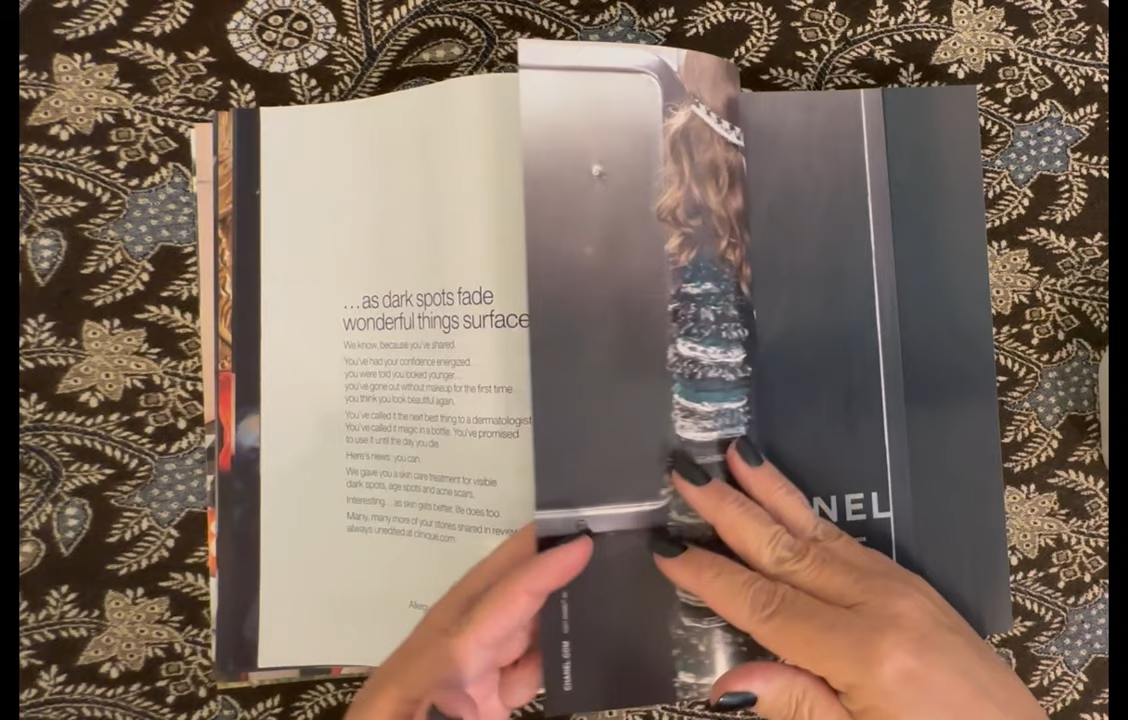 ...as dark spots fade
wonderful things surface
We know, because you've shared.
You've had your confidence energized...
you were told you looked younger...
you've gone out without makeup for the first time
you think you look beautiful again.
You've called it the next best thing to a dermatologist
You've called it magic in a bottle. You've promised
to use it until the day you die.
Here's news: you can.
We gave you a skin care treatment for visible
dark spots, age spots and acne scars.
Interesting... as skin gets better, life does too.
Many, many more of your stories shared in review
always unedited at clinique.com
NEL
CHANEL.COM